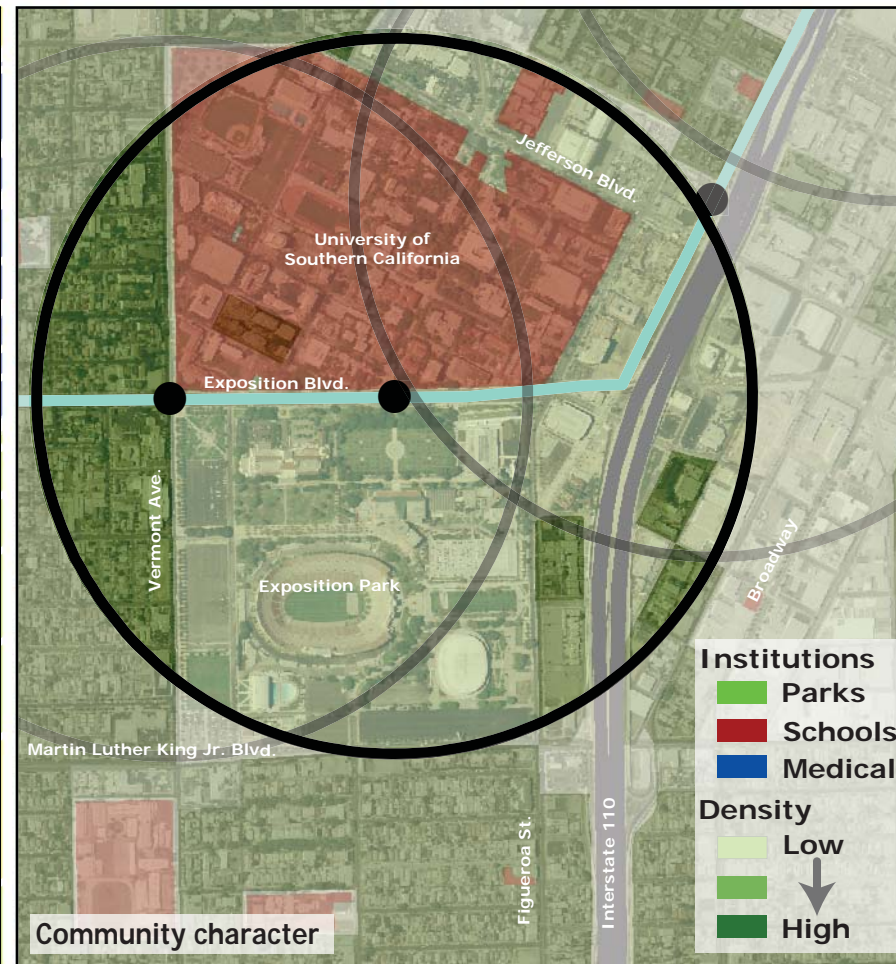 Jefferson Blvd.
University of
Southern California
Exposition Blvd.
Vermont Ave.
Exposition Park
Broadway
Martin Luther King Jr. Blvd.
Figueroa St.
Interstate 110
Institutions
Parks
Schools
Medical
Density
Low
High
Community character